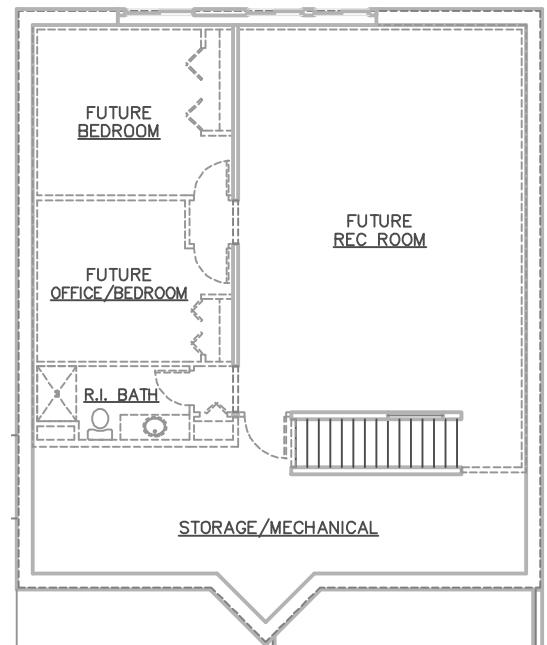 FUTURE
BEDROOM
FUTURE
REC ROOM
FUTURE
OFFICE/BEDROOM
R.I. BATH
STORAGE/MECHANICAL